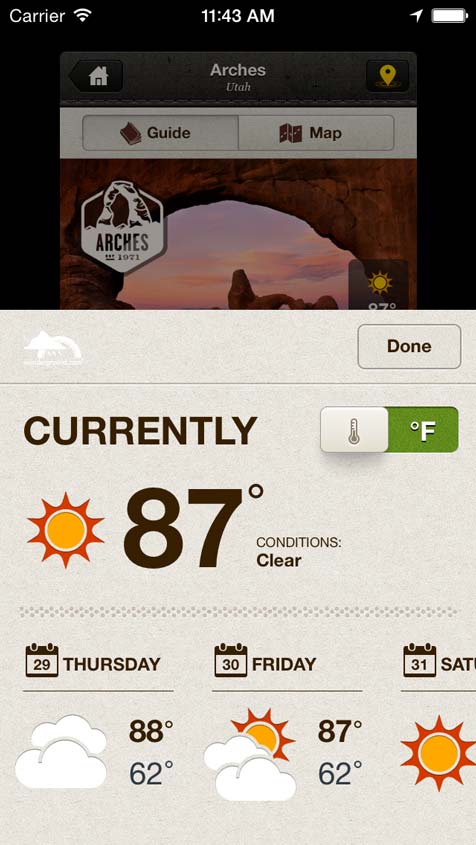 Carrier 11:43 AM
Arches
Utah
Guide Map
ARCHES
EST 1971
87°
Done
CURRENTLY °F
87°
CONDITIONS:
Clear
29 THURSDAY 30 FRIDAY 31 SATU
88° 87°
62° 62°